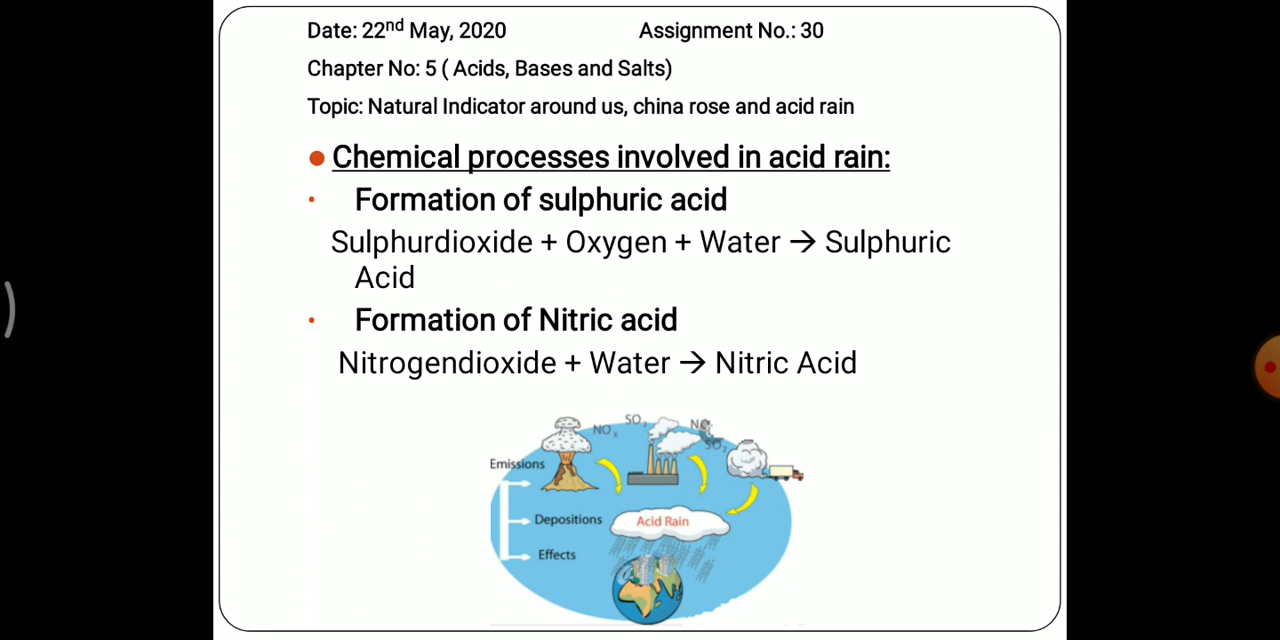 Date: 22nd May, 2020 Assignment No.: 30
Chapter No: 5 ( Acids, Bases and Salts)
Topic: Natural Indicator around us, china rose and acid rain
Chemical processes involved in acid rain:
Formation of sulphuric acid
Sulphurdioxide + Oxygen + Water → Sulphuric
Acid
Formation of Nitric acid
Nitrogendioxide + Water → Nitric Acid
NOx
SO2
Emissions
Depositions
Acid Rain
Effects